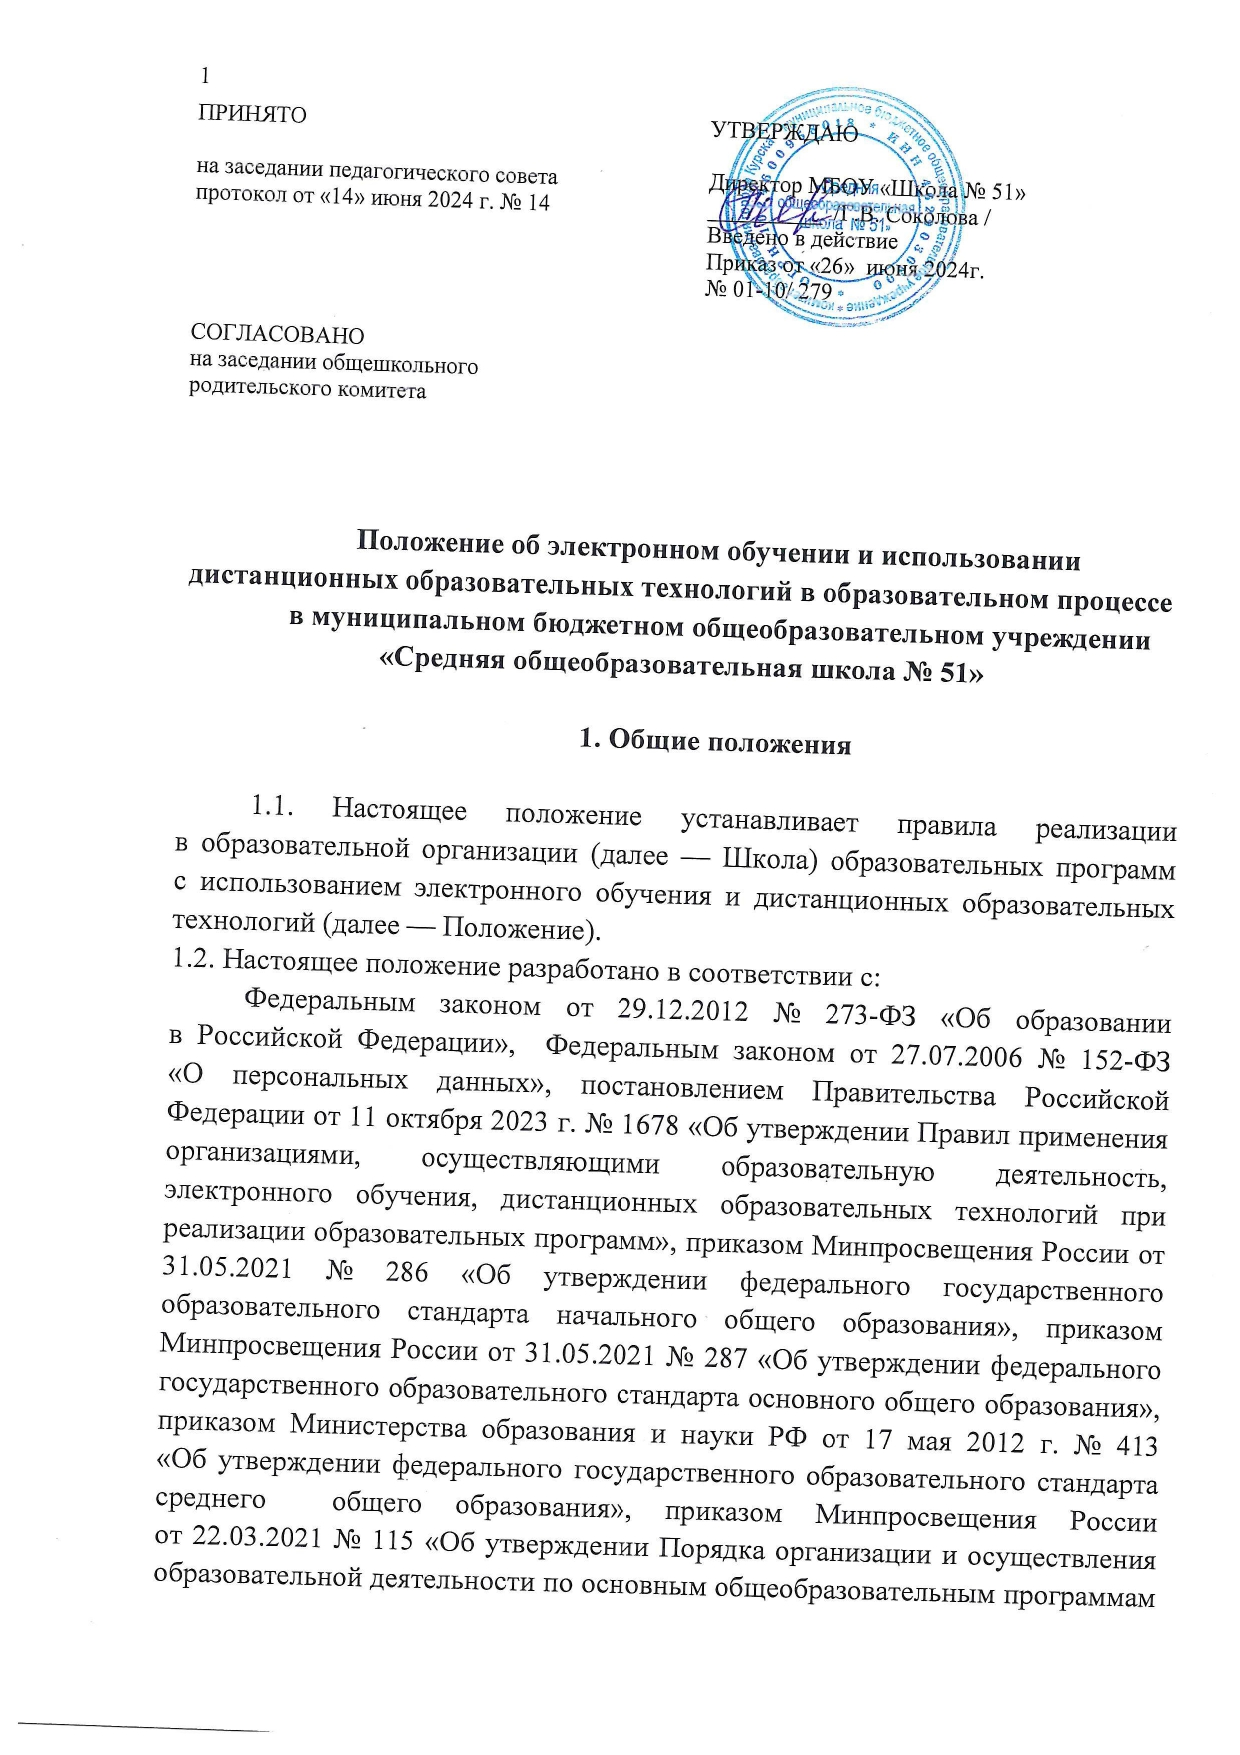 1
ПРИНЯТО
на заседании педагогического совета
протокол от «14» июня 2024 г. № 14
УТВЕРЖДАЮ
Директор МБОУ «Школа № 51»
/Г.В. Соколова /
Введено в действие
Приказ от «26» июня 2024г.
№ 01-10/ 279
Средняя
общеобразовательная
школа № 51»
СОГЛАСОВАНО
на заседании общешкольного
родительского комитета
Положение об электронном обучении и использовании
дистанционных образовательных технологий в образовательном процессе
в муниципальном бюджетном общеобразовательном учреждении
«Средняя общеобразовательная школа № 51»
1. Общие положения
1.1. Настоящее положение устанавливает правила реализации
в образовательной организации (далее — Школа) образовательных программ
с использованием электронного обучения и дистанционных образовательных
технологий (далее — Положение).
1.2. Настоящее положение разработано в соответствии с:
Федеральным законом от 29.12.2012 № 273-ФЗ «Об образовании
в Российской Федерации», Федеральным законом от 27.07.2006 № 152-ФЗ
«О персональных данных», постановлением Правительства Российской
Федерации от 11 октября 2023 г. № 1678 «Об утверждении Правил применения
организациями, осуществляющими образовательную деятельность,
электронного обучения, дистанционных образовательных технологий при
реализации образовательных программ», приказом Минпросвещения России от
31.05.2021 № 286 «Об утверждении федерального государственного
образовательного стандарта начального общего образования», приказом
Минпросвещения России от 31.05.2021 № 287 «Об утверждении федерального
государственного образовательного стандарта основного общего образования»,
приказом Министерства образования и науки РФ от 17 мая 2012 г. № 413
«Об утверждении федерального государственного образовательного стандарта
среднего общего образования», приказом Минпросвещения России
от 22.03.2021 № 115 «Об утверждении Порядка организации и осуществления
образовательной деятельности по основным общеобразовательным программам